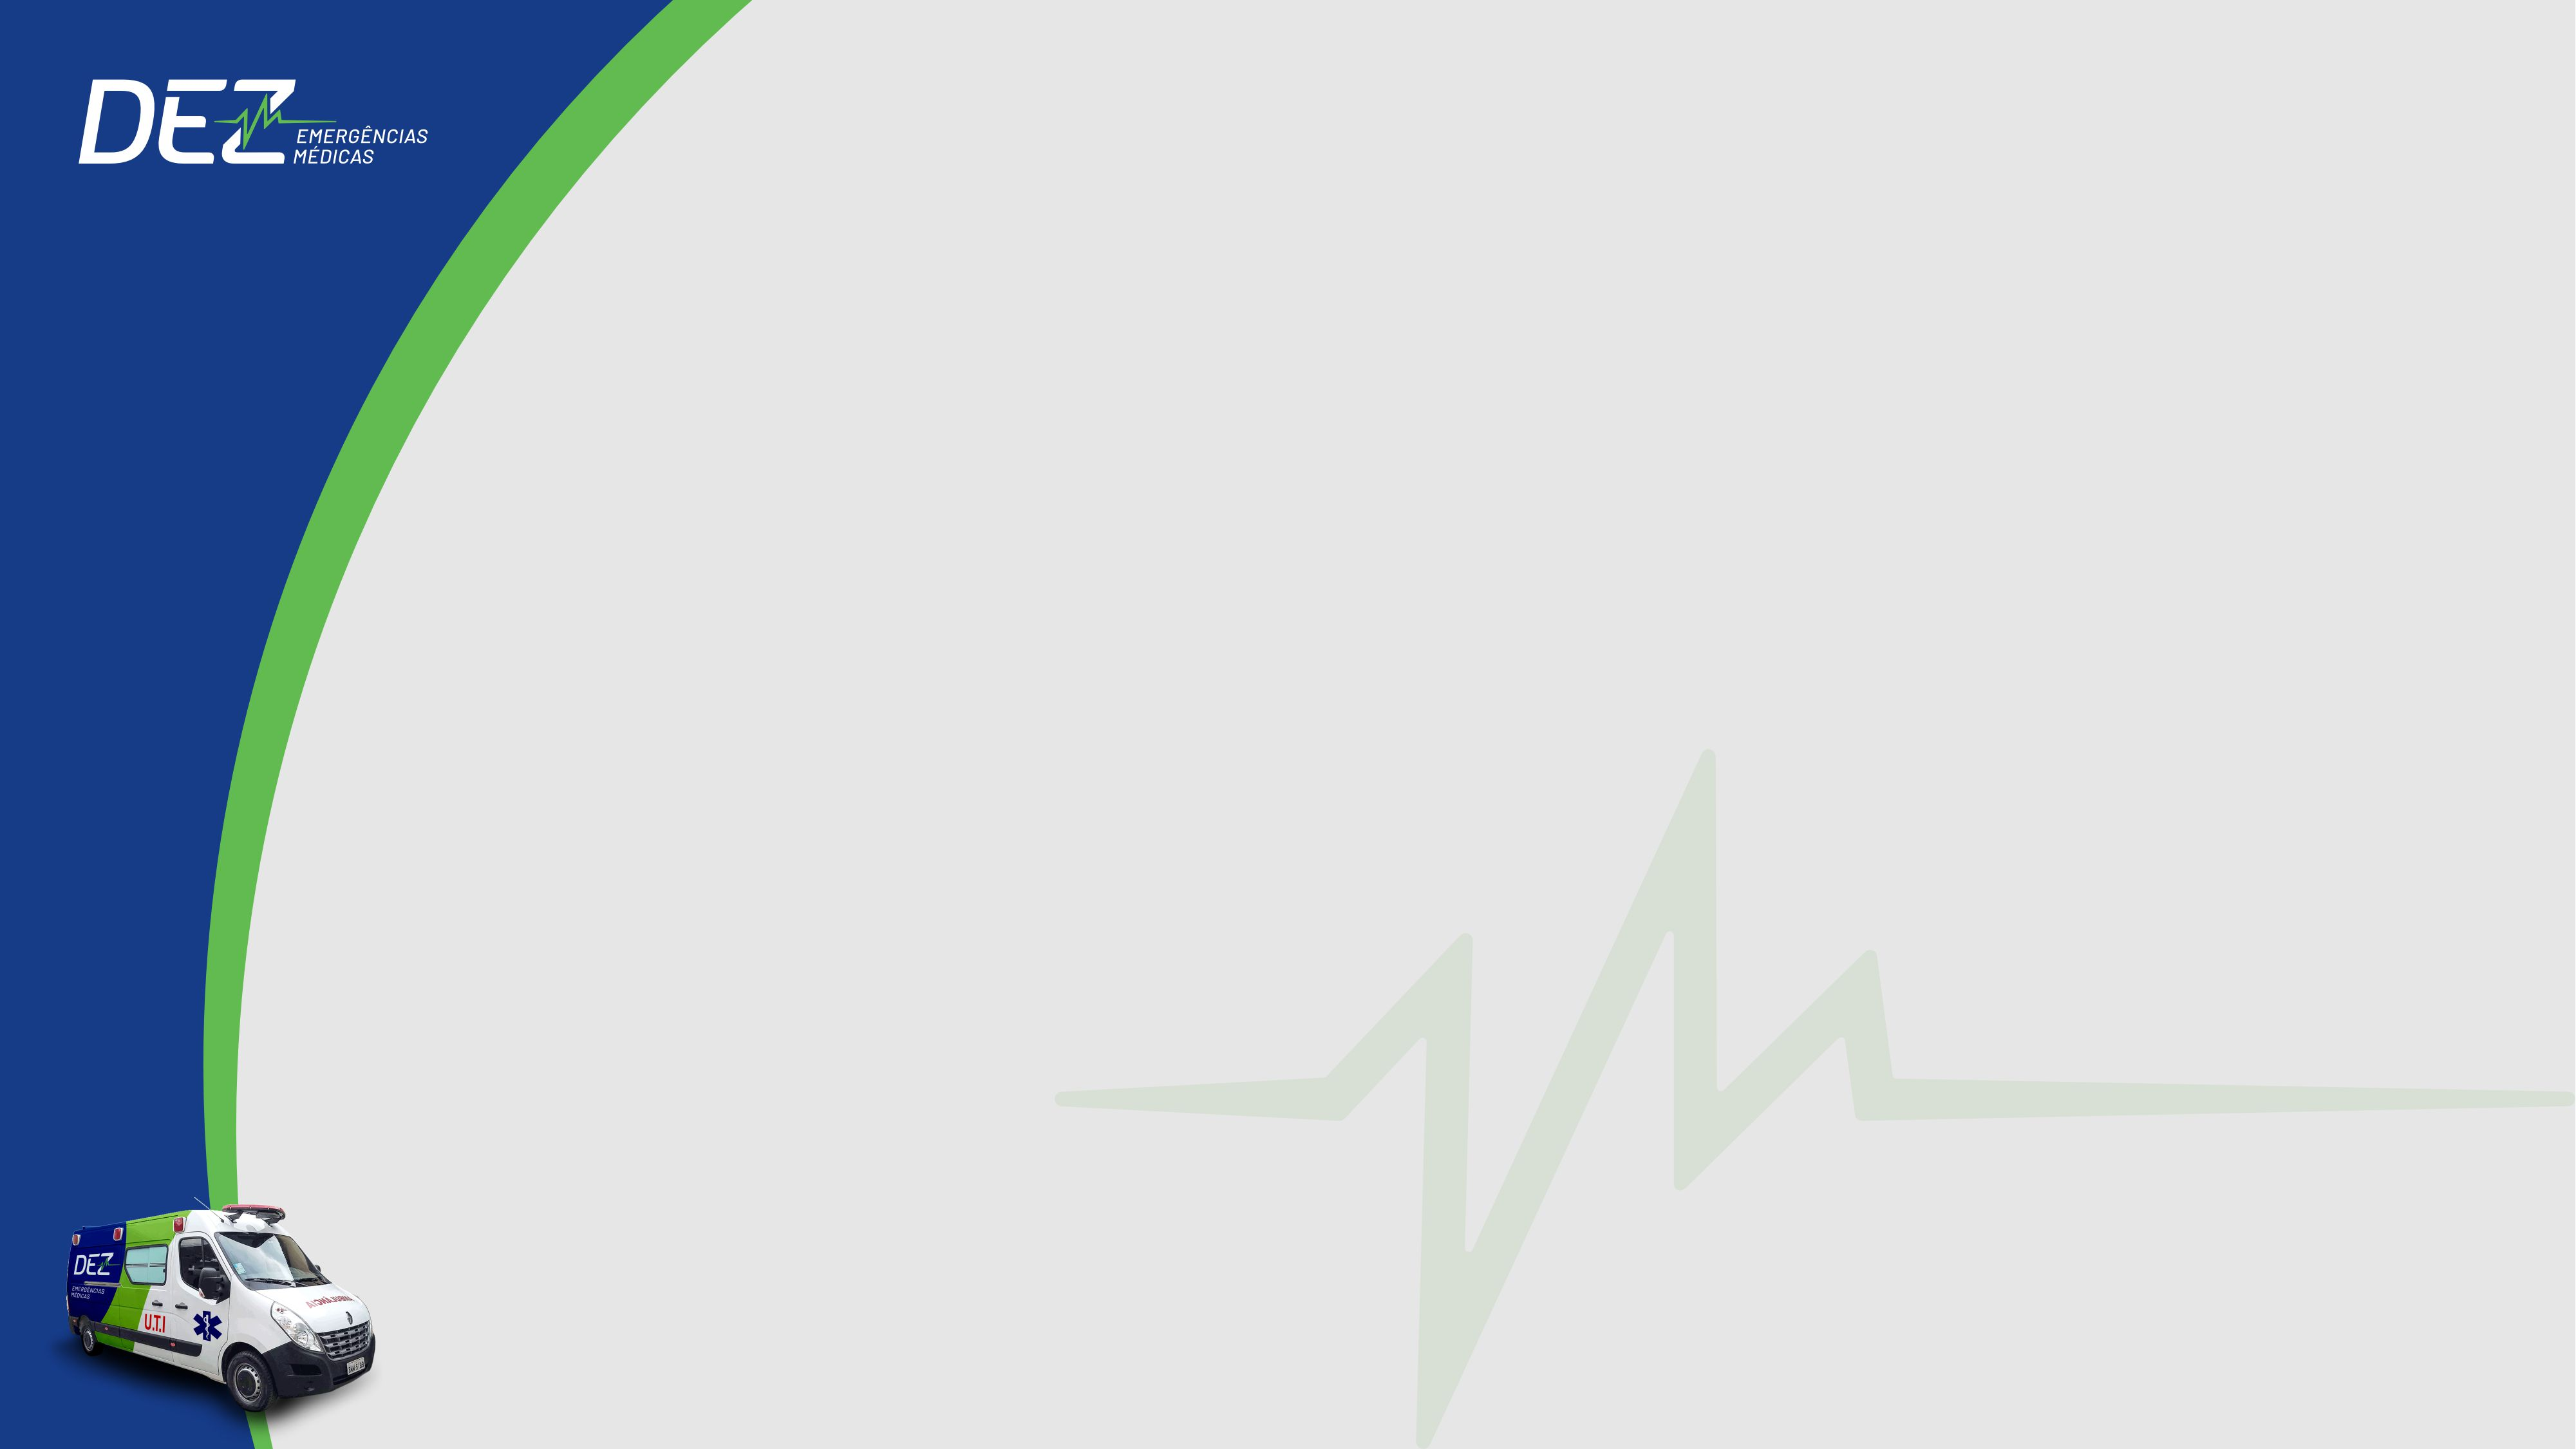 DEZ
EMERGÊNCIAS
MÉDICAS
DEZ
EMERGÊNCIAS
MÉDICAS
U.T.I